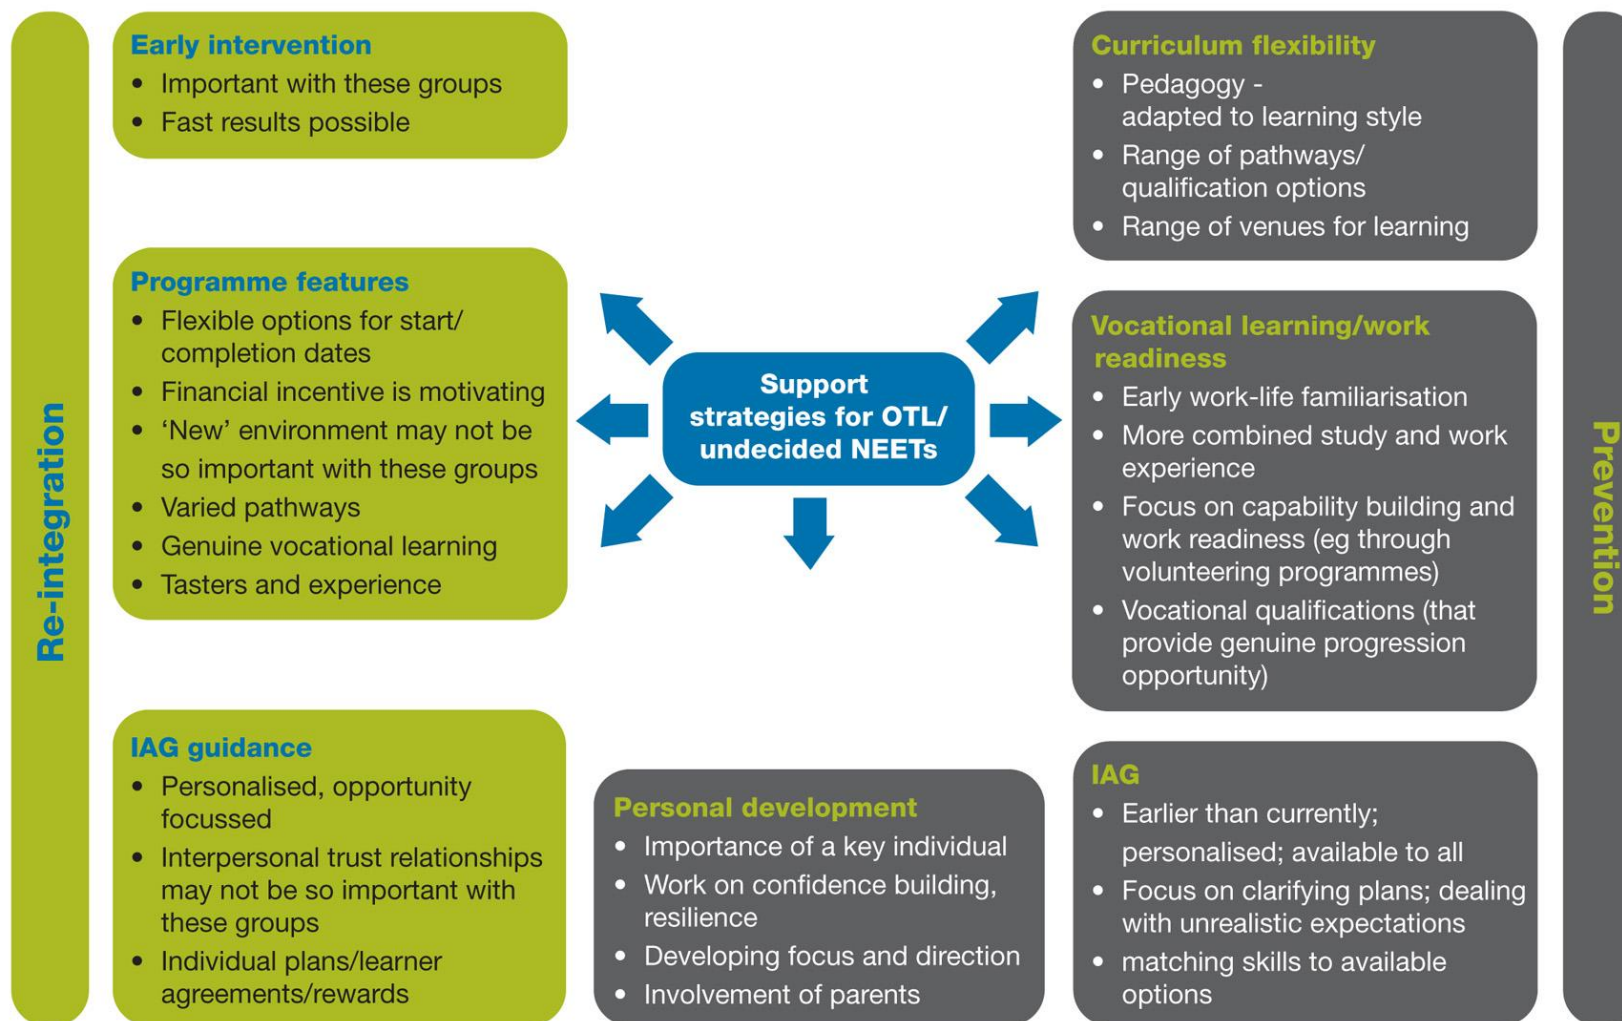 Re-integration
Early intervention
• Important with these groups
• Fast results possible
Programme features
• Flexible options for start/
completion dates
• Financial incentive is motivating
• ‘New’ environment may not be
so important with these groups
• Varied pathways
• Genuine vocational learning
• Tasters and experience
IAG guidance
• Personalised, opportunity
focussed
• Interpersonal trust relationships
may not be so important with
these groups
• Individual plans/learner
agreements/rewards
Support
strategies for OTL/
undecided NEETs
Personal development
• Importance of a key individual
• Work on confidence building,
resilience
• Developing focus and direction
• Involvement of parents
Curriculum flexibility
• Pedagogy -
adapted to learning style
• Range of pathways/
qualification options
• Range of venues for learning
Vocational learning/work
readiness
• Early work-life familiarisation
• More combined study and work
experience
• Focus on capability building and
work readiness (eg through
volunteering programmes)
• Vocational qualifications (that
provide genuine progression
opportunity)
IAG
• Earlier than currently;
personalised; available to all
• Focus on clarifying plans; dealing
with unrealistic expectations
• matching skills to available
options
Prevention